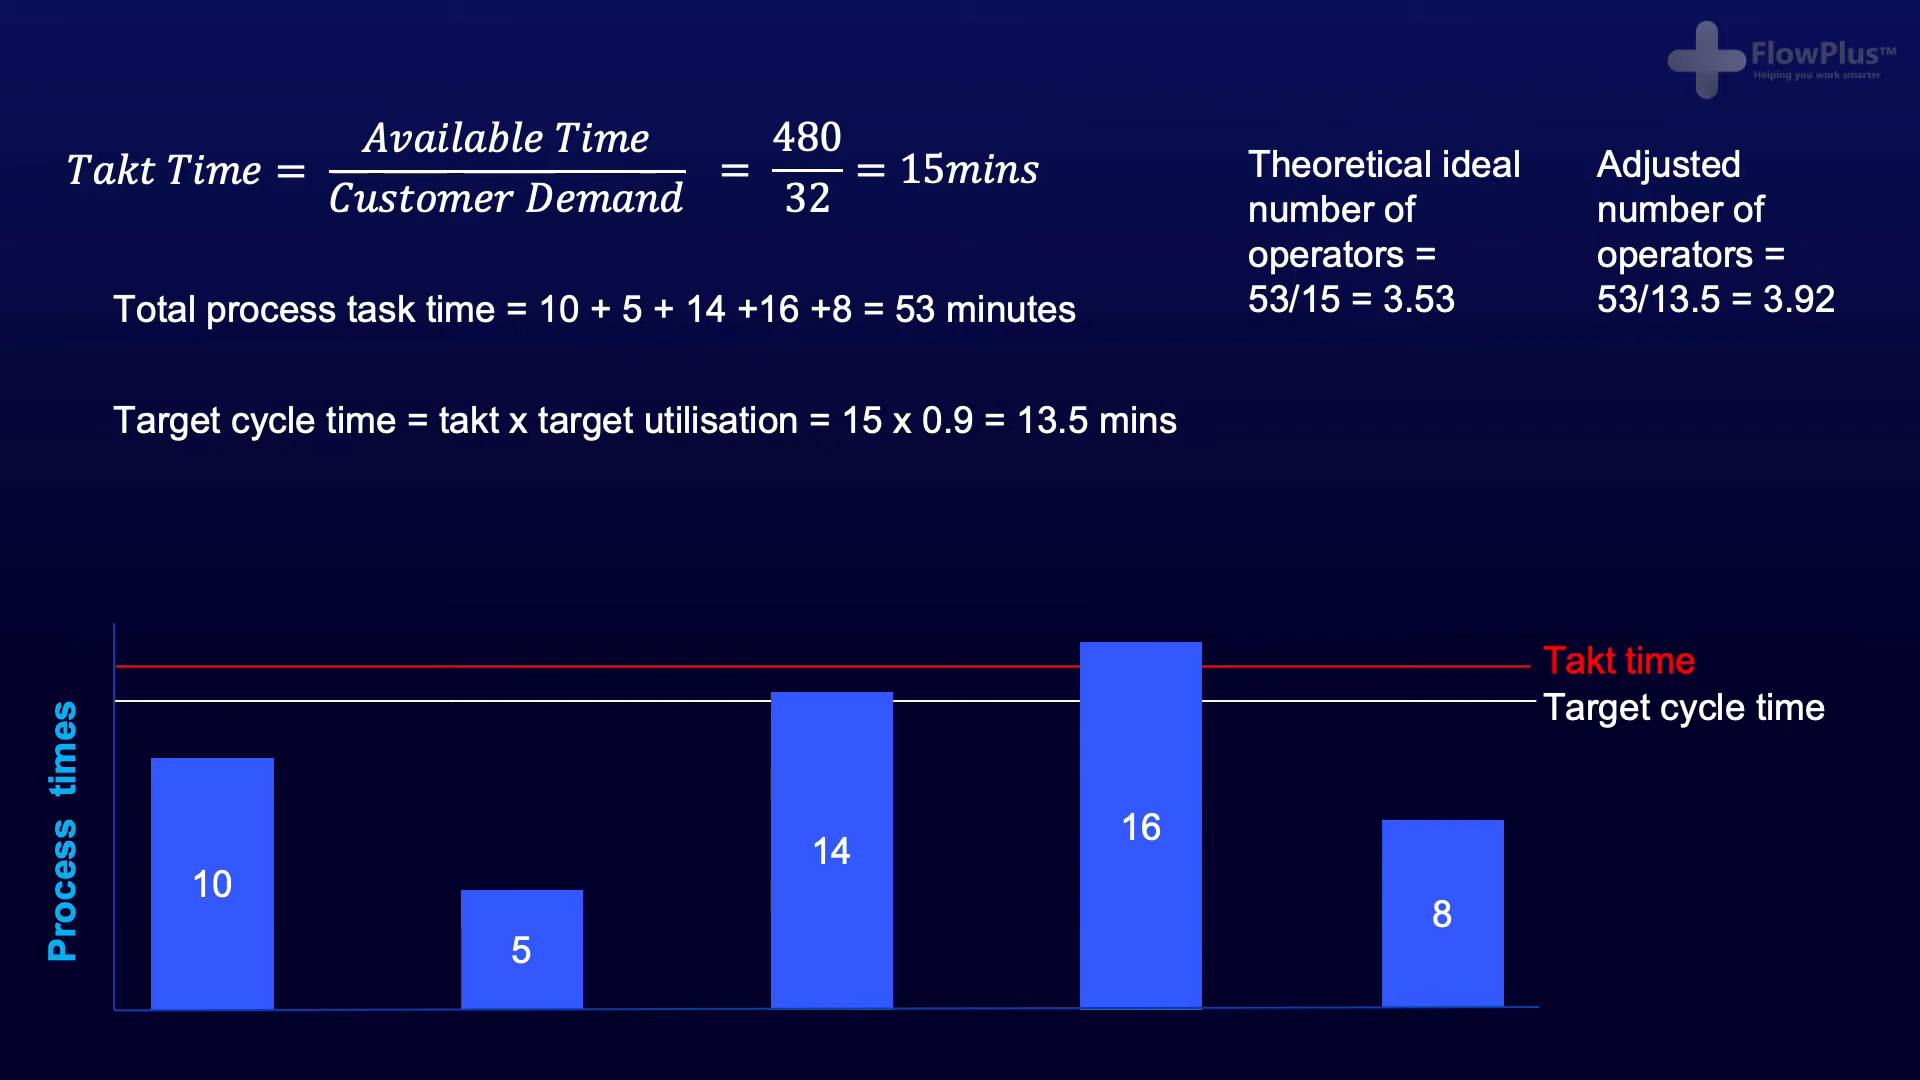 FlowPlus™
Helping you work smarter
Takt Time = Available Time / Customer Demand = 480 / 32 = 15mins
Total process task time = 10 + 5 + 14 +16 +8 = 53 minutes
Target cycle time = takt x target utilisation = 15 x 0.9 = 13.5 mins
Theoretical ideal
number of
operators =
53/15 = 3.53
Adjusted
number of
operators =
53/13.5 = 3.92
Process times
10
5
14
16
8
Takt time
Target cycle time